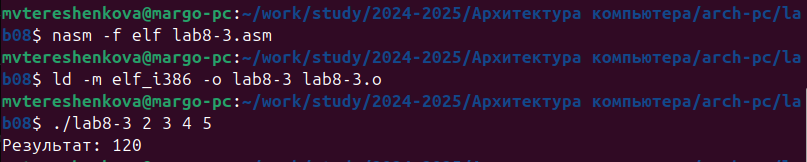 mvtereshenkova@margo-pc:~/work/study/2024-2025/Архитектура компьютера/arch-pc/la
b08$ nasm -f elf lab8-3.asm
mvtereshenkova@margo-pc:~/work/study/2024-2025/Архитектура компьютера/arch-pc/la
b08$ ld -m elf_i386 -o lab8-3 lab8-3.o
mvtereshenkova@margo-pc:~/work/study/2024-2025/Архитектура компьютера/arch-pc/la
b08$ ./lab8-3 2 3 4 5
Результат: 120